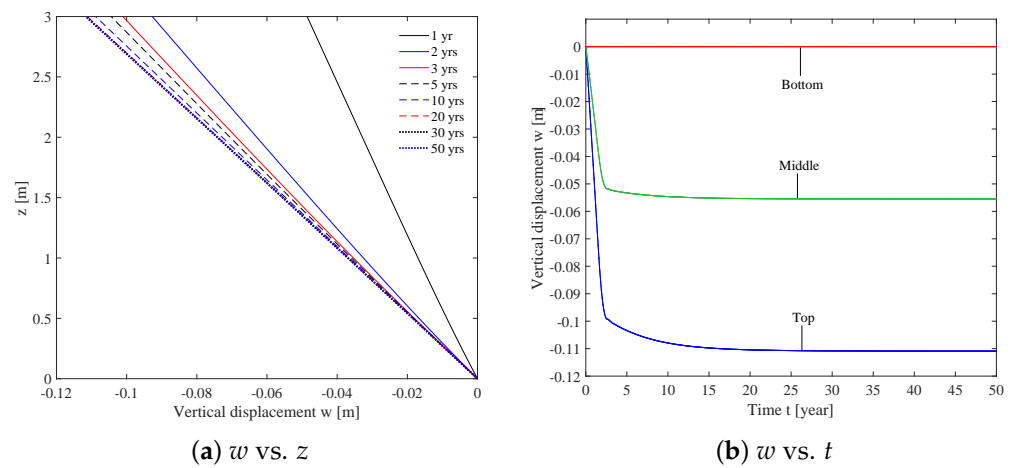 3
2.5
2
1.5
1
0.5
0
z [m]
-0.12
-0.1
-0.08
-0.06
-0.04
-0.02
0
Vertical displacement w [m]
1 yr
2 yrs
3 yrs
5 yrs
10 yrs
20 yrs
30 yrs
50 yrs
(a) w vs. z
0
-0.01
-0.02
-0.03
-0.04
-0.05
-0.06
-0.07
-0.08
-0.09
-0.1
-0.11
-0.12
Vertical displacement w [m]
Bottom
Middle
Top
0
5
10
15
20
25
30
35
40
45
50
Time t [year]
(b) w vs. t